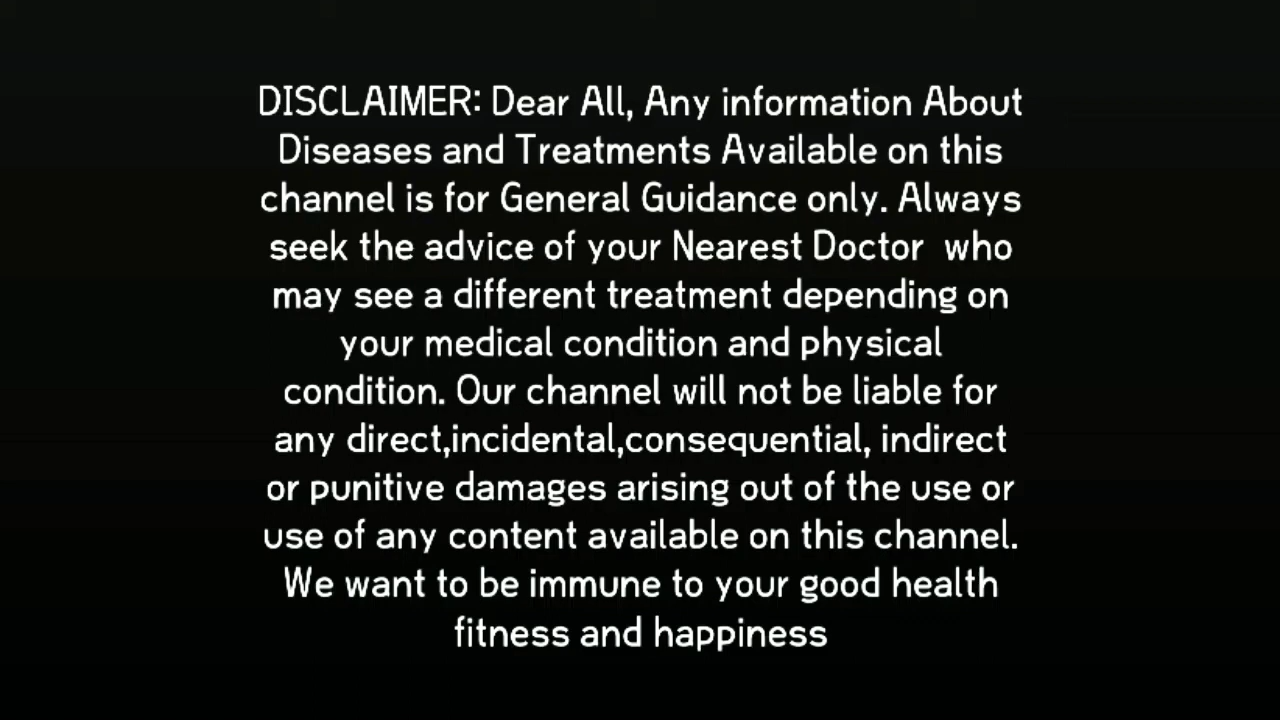 DISCLAIMER: Dear All, Any information About
Diseases and Treatments Available on this
channel is for General Guidance only. Always
seek the advice of your Nearest Doctor  who
may see a different treatment depending on
your medical condition and physical
condition. Our channel will not be liable for
any direct,incidental,consequential, indirect
or punitive damages arising out of the use or
use of any content available on this channel.
We want to be immune to your good health
fitness and happiness